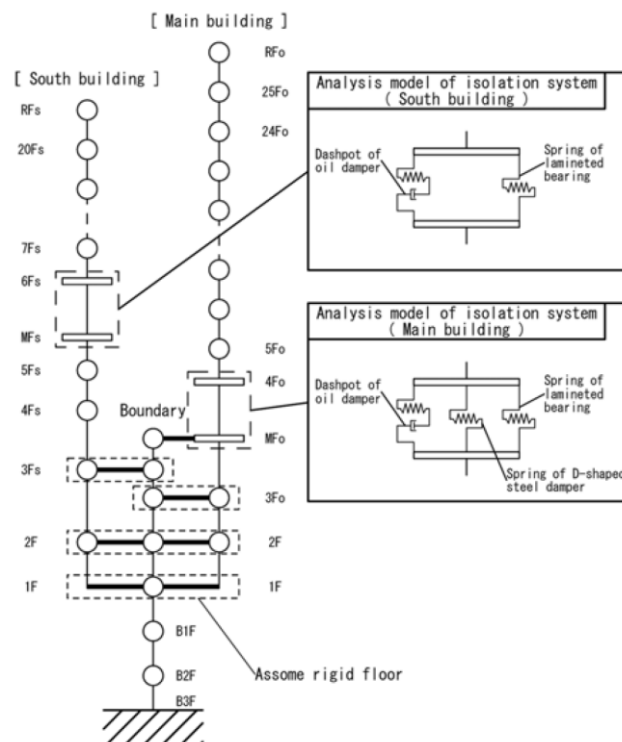 [ Main building ]
[ South building ]
RFo
25Fo
24Fo
5Fo
4Fo
MFo
3Fo
2F
1F
RFs
20Fs
7Fs
6Fs
MFs
5Fs
4Fs
3Fs
2F
1F
Boundary
B1F
B2F
B3F
Assome rigid floor
Analysis model of isolation system
( South building )
Dashpot of
oil damper
Spring of
lamineted
bearing
Analysis model of isolation system
( Main building )
Dashpot of
oil damper
Spring of
lamineted
bearing
Spring of D-shaped
steel damper